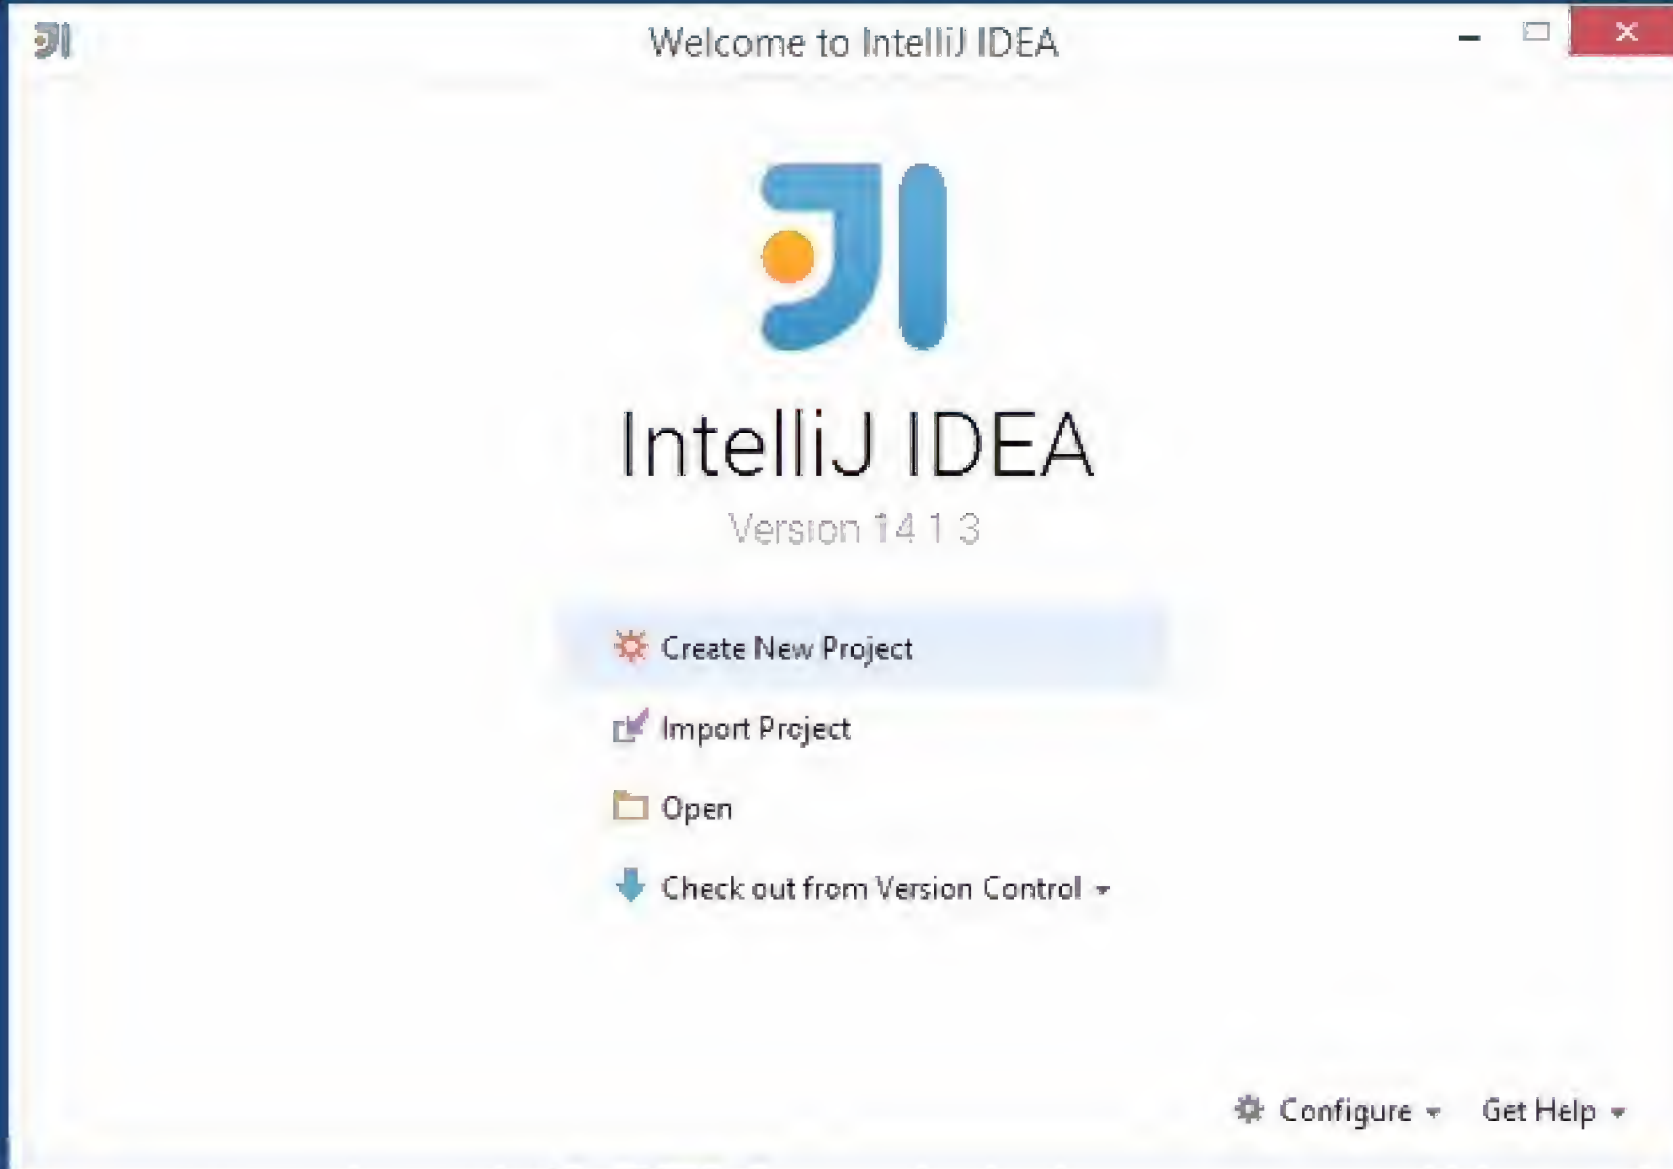 Welcome to IntelliJ IDEA
IntelliJ IDEA
Version 14.1.3
Create New Project
Import Project
Open
Check out from Version Control
Configure
Get Help